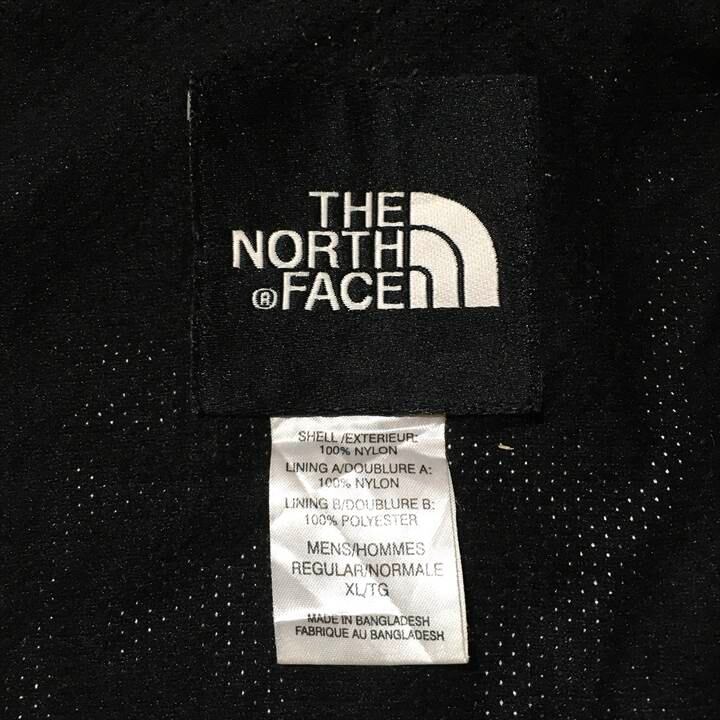 THE
NORTH
® FACE
SHELL/EXTERIEUR:
100% NYLON
LINING A/DOUBLURE A:
100% NYLON
LINING B/DOUBLURE B:
100% POLYESTER
MENS/HOMMES
REGULAR/NORMALE
XL/TG
MADE IN BANGLADESH
FABRIQUE AU BANGLADESH